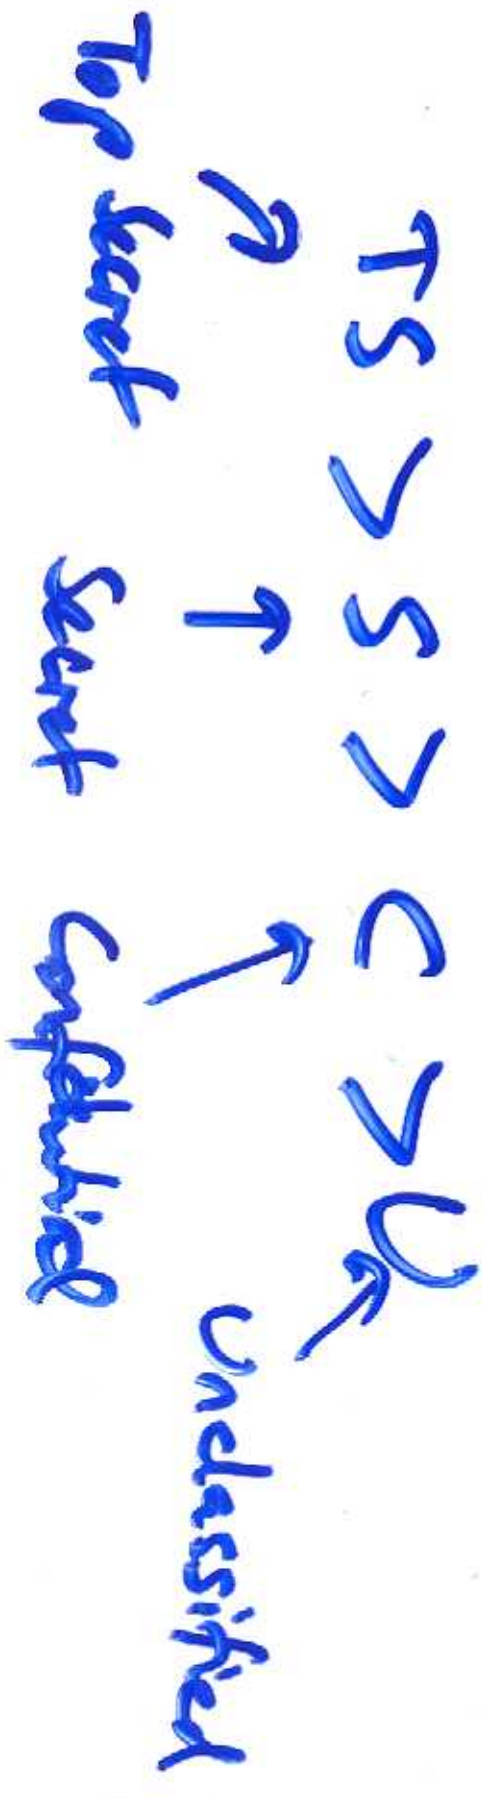 TS > S > C > U
Top Secret Secret Confidential Unclassified